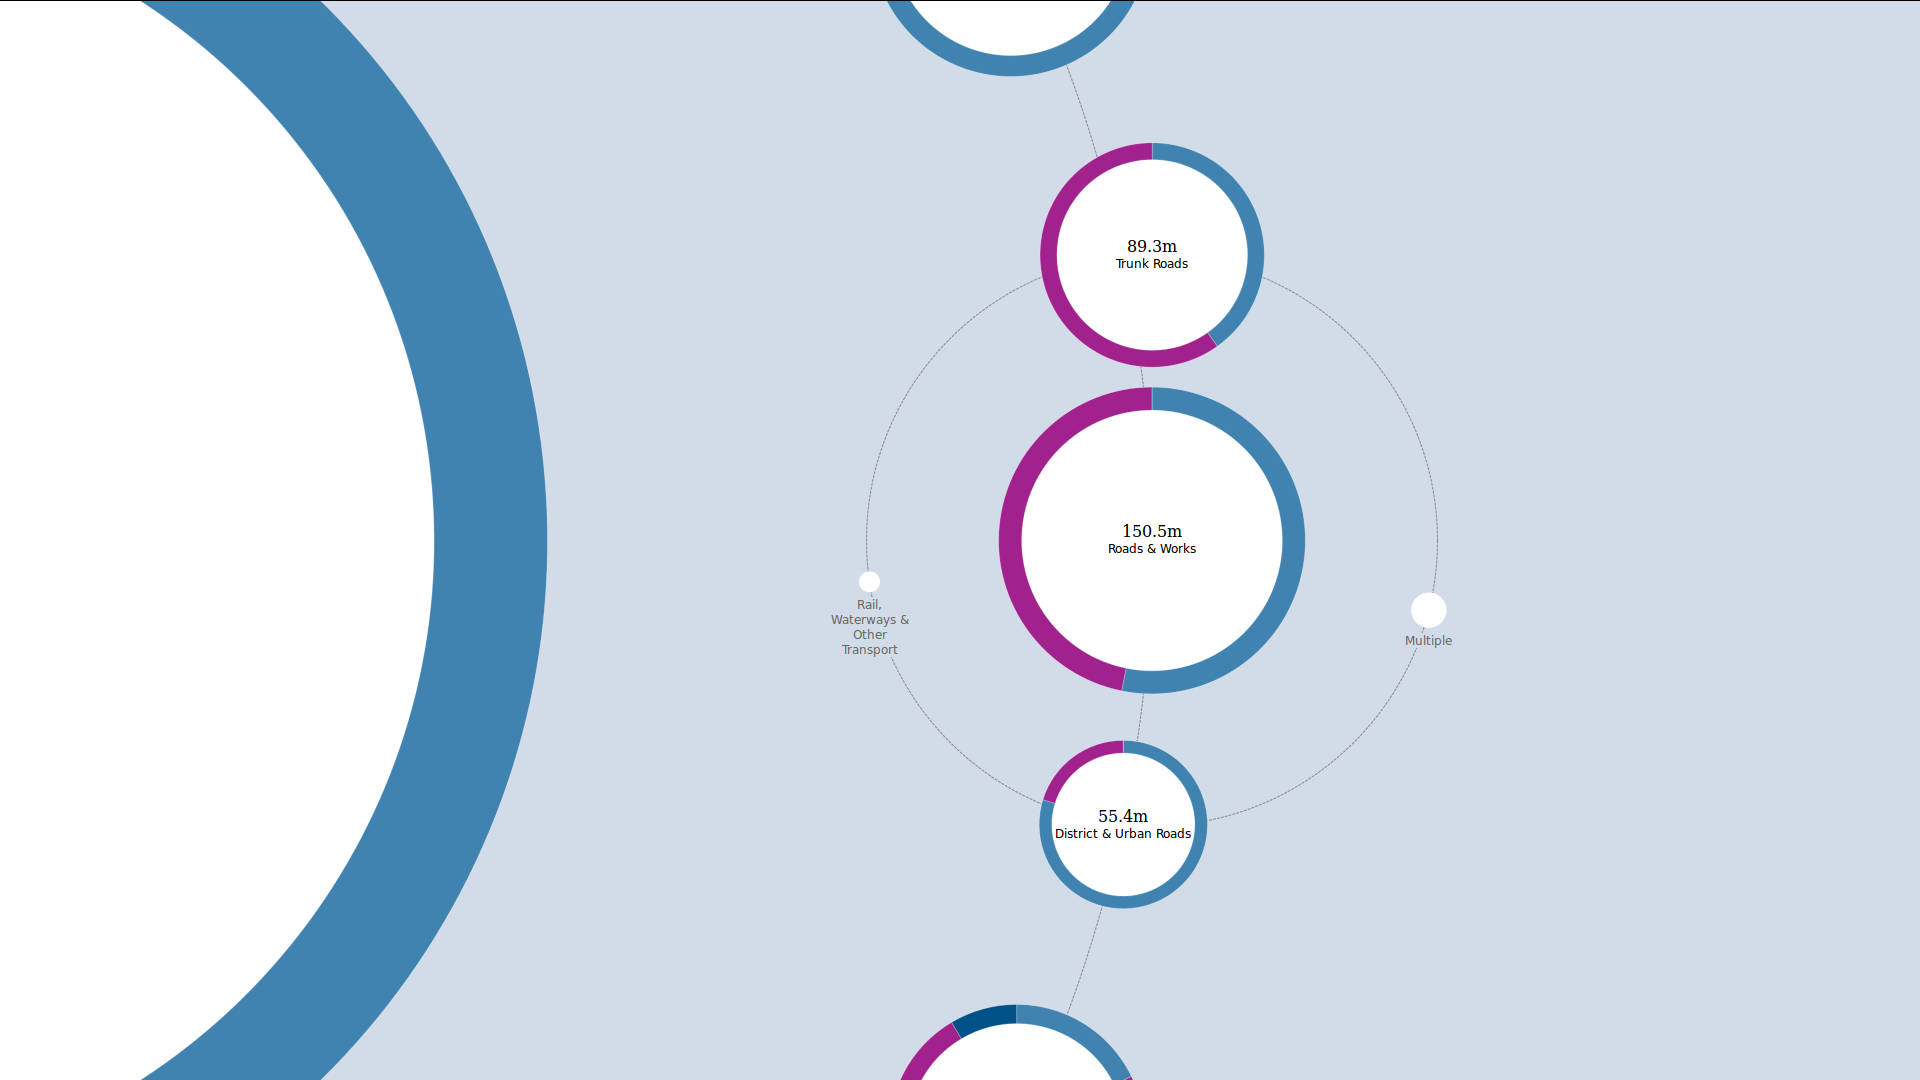 89.3m
Trunk Roads
150.5m
Roads & Works
Rail,
Waterways &
Other
Transport
Multiple
55.4m
District & Urban Roads